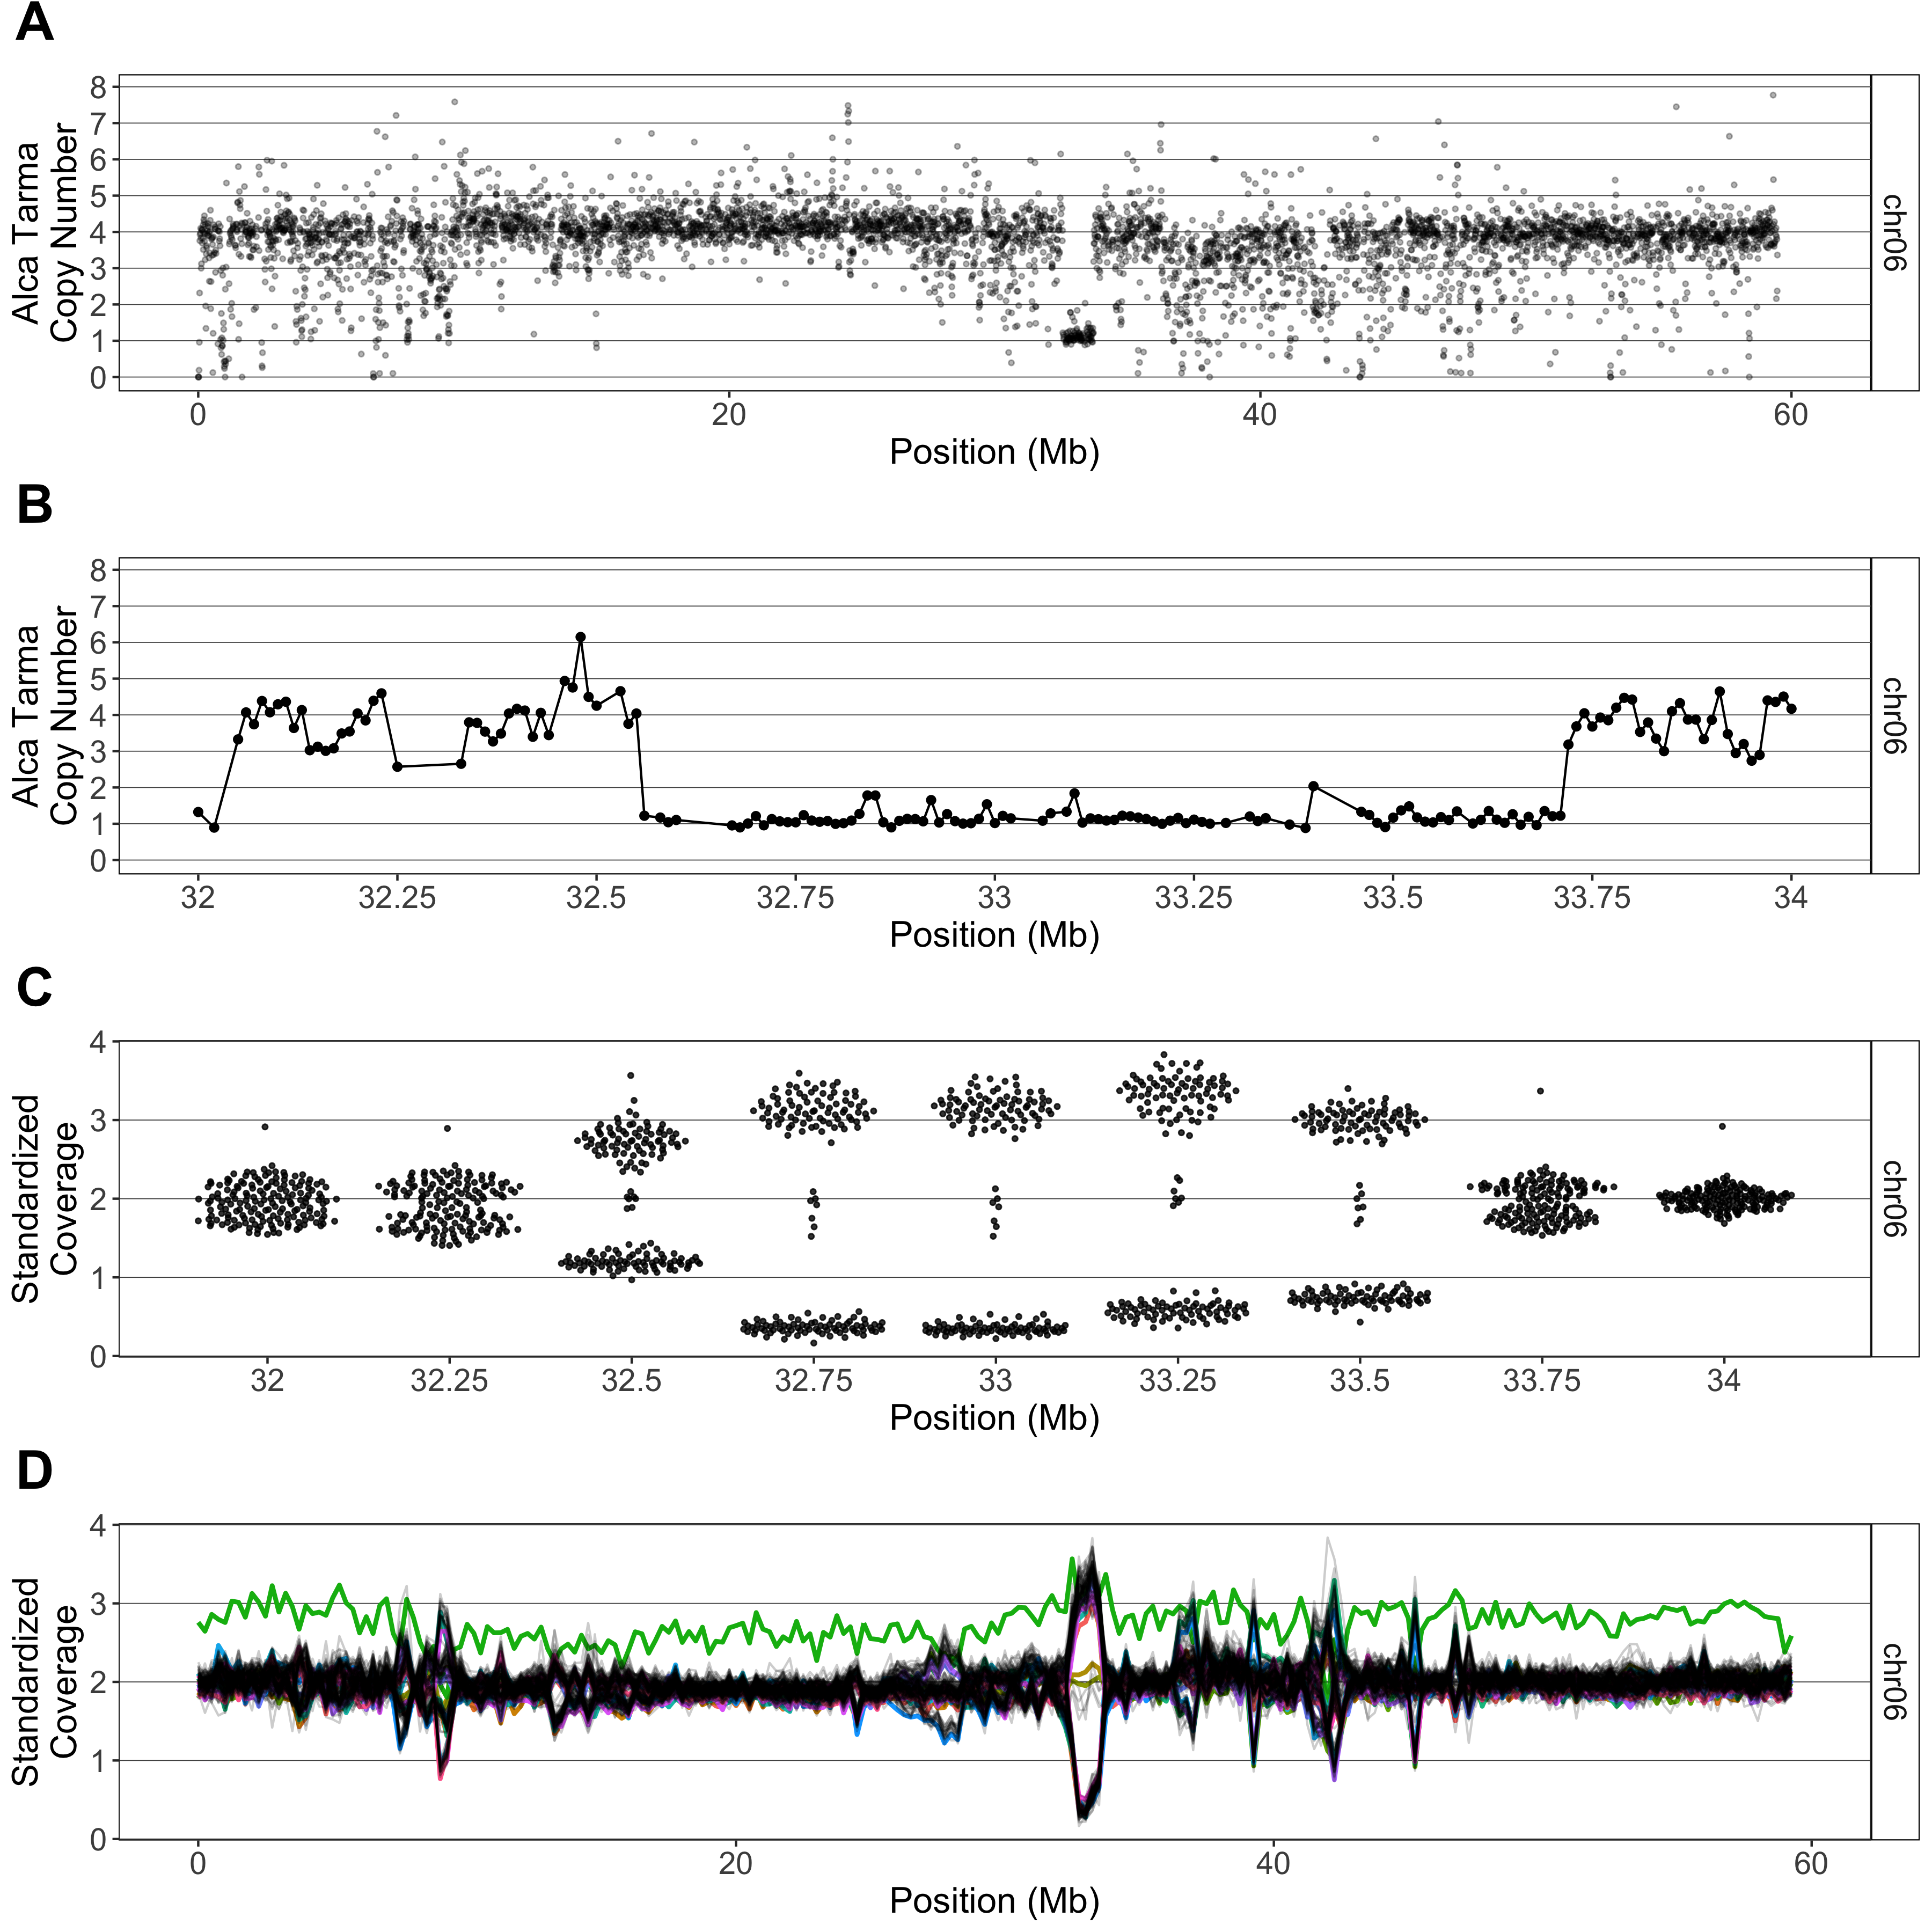 A
Alca Tarma
Copy Number
8
7
6
5
4
3
2
1
0
chr06
0 20 40 60
Position (Mb)
B
Alca Tarma
Copy Number
8
7
6
5
4
3
2
1
0
chr06
32 32.25 32.5 32.75 33 33.25 33.5 33.75 34
Position (Mb)
C
Standardized
Coverage
4
3
2
1
0
chr06
32 32.25 32.5 32.75 33 33.25 33.5 33.75 34
Position (Mb)
D
Standardized
Coverage
4
3
2
1
0
chr06
0 20 40 60
Position (Mb)